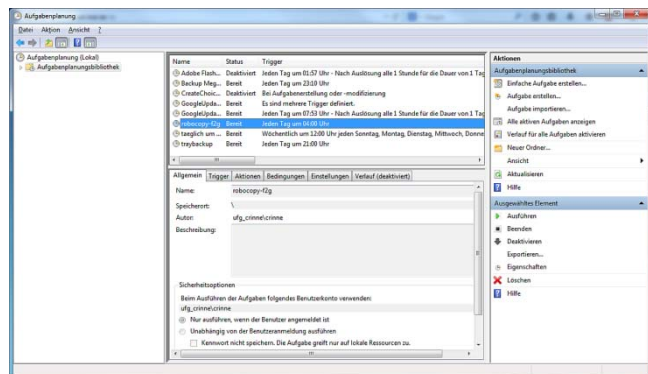 Aufgabenplanung
Datei Aktion Ansicht ?
Aufgabenplanung (Lokal)
Aufgabenplanungsbibliothek
Name Status Trigger
Adobe Flash... Deaktiviert Jeden Tag um 01:57 Uhr - Nach Auslösung alle 1 Stunde für die Dauer von 1 Tag
Backup Meg... Bereit Jeden Tag um 23:10 Uhr
CreateChoic... Deaktiviert Bei Aufgabenerstellung oder -modifizierung
GoogleUpda... Bereit Es sind mehrere Trigger definiert.
GoogleUpda... Bereit Jeden Tag um 07:53 Uhr - Nach Auslösung alle 1 Stunde für die Dauer von 1 Tag
robocopy-f2g Bereit Jeden Tag um 04:00 Uhr
taeglich um ... Bereit Wöchentlich um 12:00 Uhr jeden Sonntag, Montag, Dienstag, Mittwoch, Donne
traybackup Bereit Jeden Tag um 21:00 Uhr
Allgemein Trigger Aktionen Bedingungen Einstellungen Verlauf (deaktiviert)
Name: robocopy-f2g
Speicherort: \
Autor: ufg_crinne\crinne
Beschreibung:
Sicherheitsoptionen
Beim Ausführen der Aufgaben folgendes Benutzerkonto verwenden:
ufg_crinne\crinne
Nur ausführen, wenn der Benutzer angemeldet ist
Unabhängig von der Benutzeranmeldung ausführen
Kennwort nicht speichern. Die Aufgabe greift nur auf lokale Ressourcen zu.
Aktionen
Aufgabenplanungsbibliothek
Einfache Aufgabe erstellen...
Aufgabe erstellen...
Aufgabe importieren...
Alle aktiven Aufgaben anzeigen
Verlauf für alle Aufgaben aktivieren
Neuer Ordner...
Ansicht
Aktualisieren
Hilfe
Ausgewähltes Element
Ausführen
Beenden
Deaktivieren
Exportieren...
Eigenschaften
Löschen
Hilfe